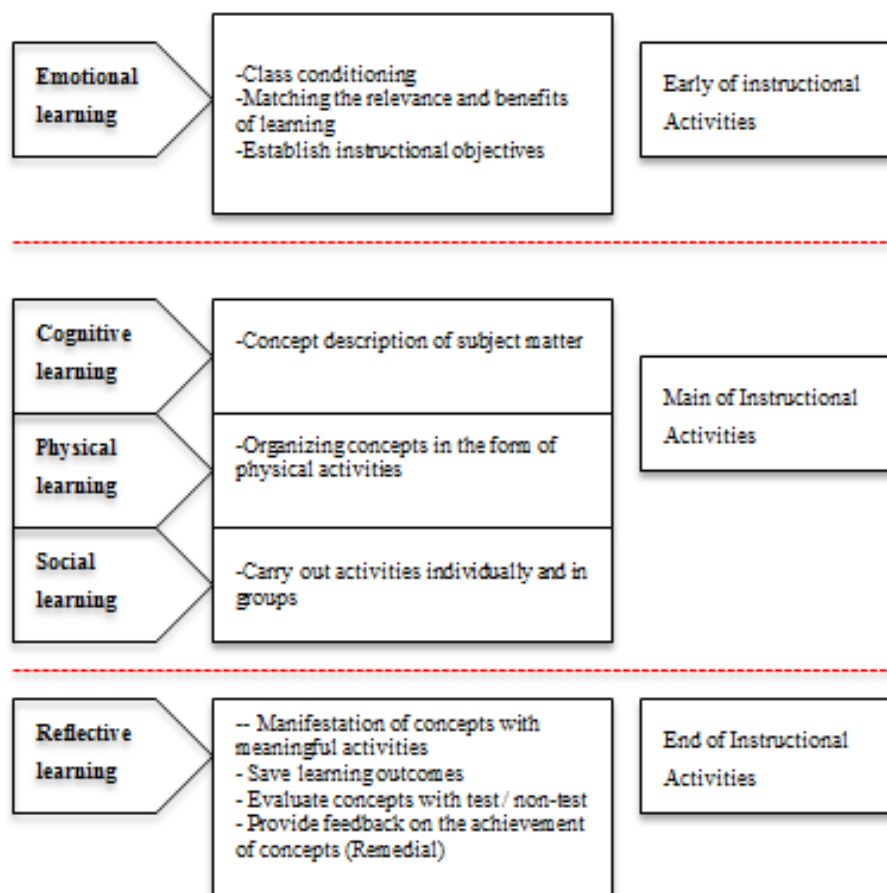 Emotional
learning
-Class conditioning
-Matching the relevance and benefits
of learning
-Establish instructional objectives
Early of instructional
Activities
Cognitive
learning
-Concept description of subject matter
Physical
learning
-Organizing concepts in the form of
physical activities
Social
learning
-Carry out activities individually and in
groups
Main of Instructional
Activities
Reflective
learning
-- Manifestation of concepts with
meaningful activities
- Save learning outcomes
- Evaluate concepts with test / non-test
- Provide feedback on the achievement
of concepts (Remedial)
End of Instructional
Activities